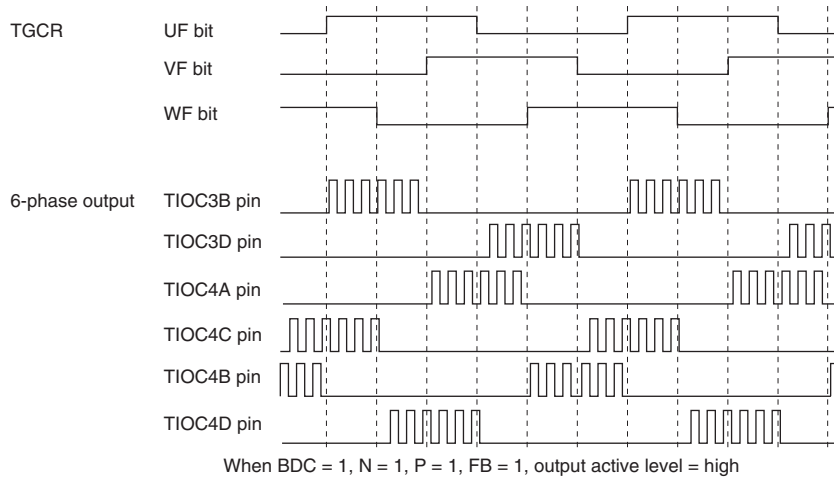 TGCR UF bit
VF bit
WF bit
6-phase output TIOC3B pin
TIOC3D pin
TIOC4A pin
TIOC4C pin
TIOC4B pin
TIOC4D pin
When BDC = 1, N = 1, P = 1, FB = 1, output active level = high